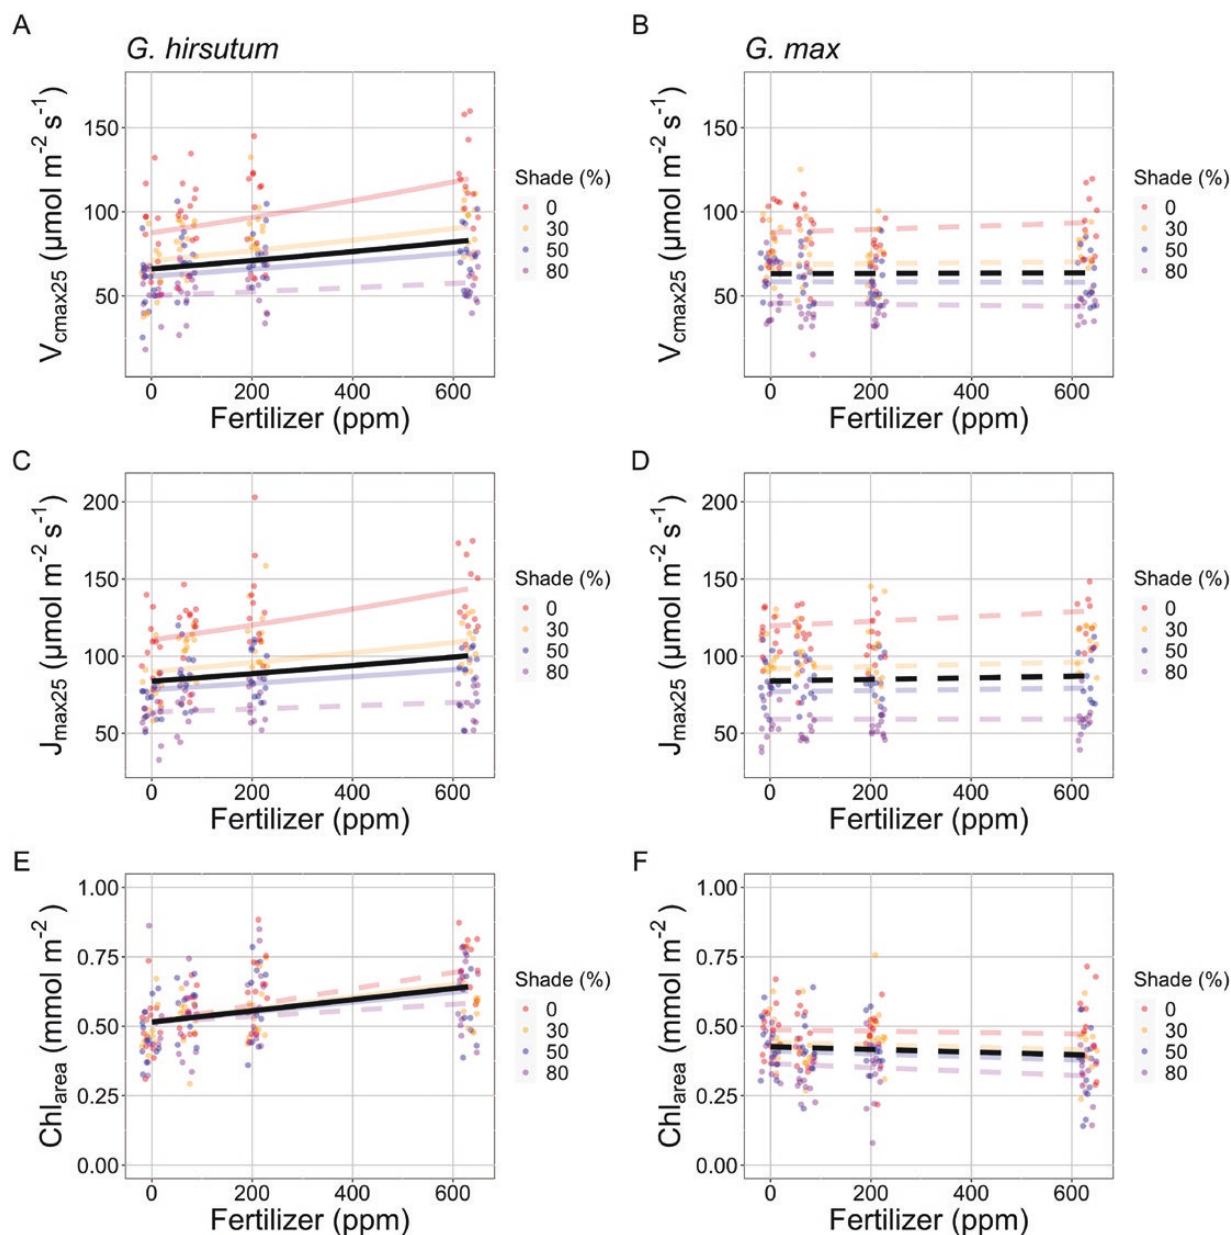 A
G. hirsutum
150
100
50
V_cmax25 (µmol m⁻² s⁻¹)
0 200 400 600
Fertilizer (ppm)
Shade (%)
0
30
50
80
B
G. max
150
100
50
V_cmax25 (µmol m⁻² s⁻¹)
0 200 400 600
Fertilizer (ppm)
Shade (%)
0
30
50
80
C
200
150
100
50
J_max25 (µmol m⁻² s⁻¹)
0 200 400 600
Fertilizer (ppm)
Shade (%)
0
30
50
80
D
200
150
100
50
J_max25 (µmol m⁻² s⁻¹)
0 200 400 600
Fertilizer (ppm)
Shade (%)
0
30
50
80
E
1.00
0.75
0.50
0.25
0.00
Chl_area (mmol m⁻²)
0 200 400 600
Fertilizer (ppm)
Shade (%)
0
30
50
80
F
1.00
0.75
0.50
0.25
0.00
Chl_area (mmol m⁻²)
0 200 400 600
Fertilizer (ppm)
Shade (%)
0
30
50
80